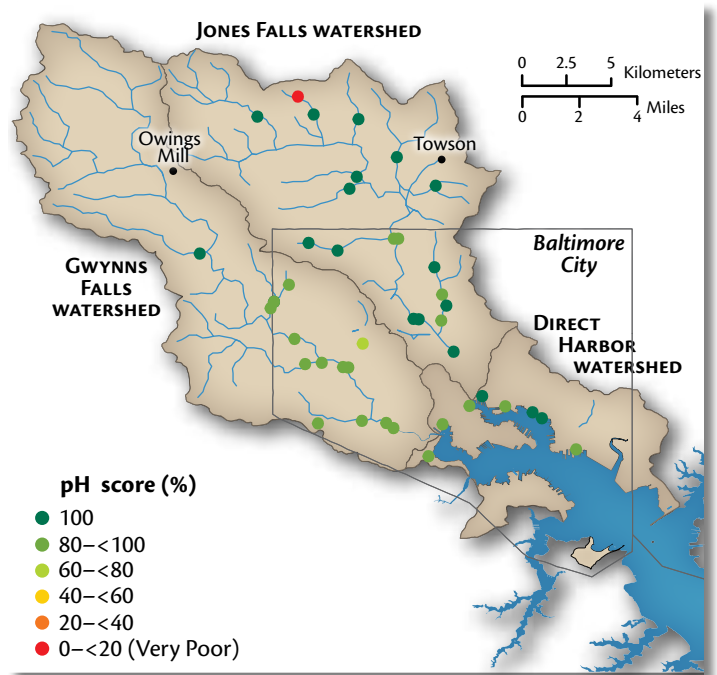 JONES FALLS WATERSHED
0 2.5 5 Kilometers
0 2 4 Miles
Owings
Mill
Towson
Baltimore
City
GWYNNS
FALLS
WATERSHED
DIRECT
HARBOR
WATERSHED
pH score (%)
100
80–<100
60–<80
40–<60
20–<40
0–<20 (Very Poor)